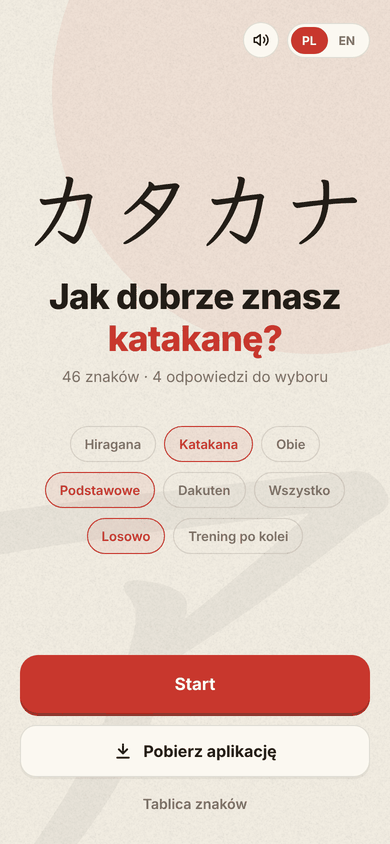 PL EN
カタカナ
Jak dobrze znasz
katakanę?
46 znaków · 4 odpowiedzi do wyboru
Hiragana Katakana Obie
Podstawowe Dakuten Wszystko
Losowo Trening po kolei
Start
Pobierz aplikację
Tablica znaków